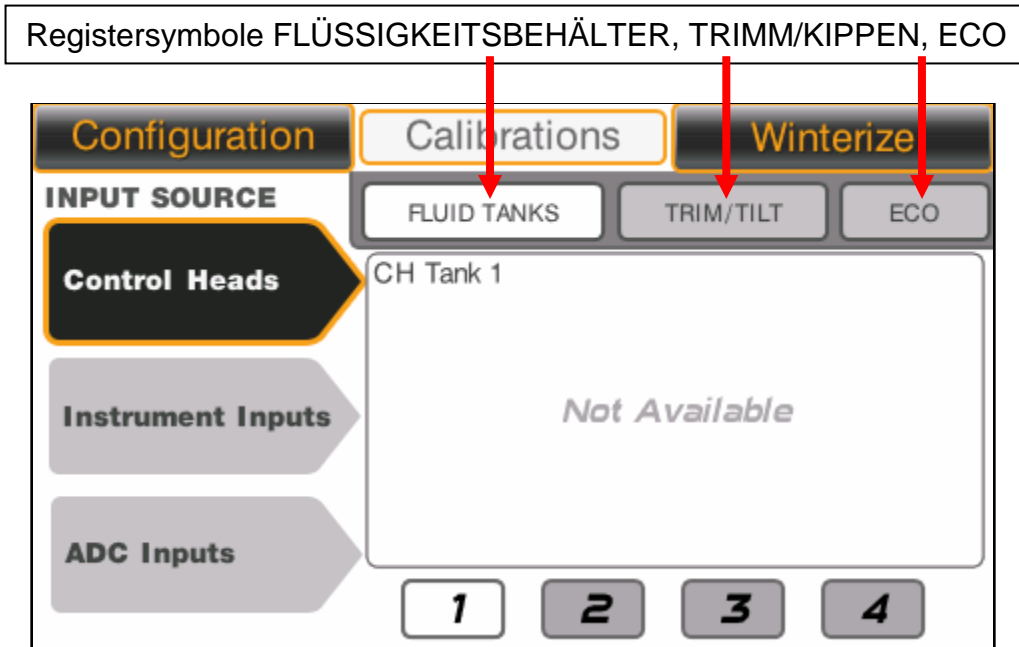 Registersymbole FLÜSSIGKEITSBEHÄLTER, TRIMM/KIPPEN, ECO
Configuration Calibrations Winterize
INPUT SOURCE
FLUID TANKS TRIM/TILT ECO
Control Heads
CH Tank 1
Instrument Inputs
Not Available
ADC Inputs
1 2 3 4